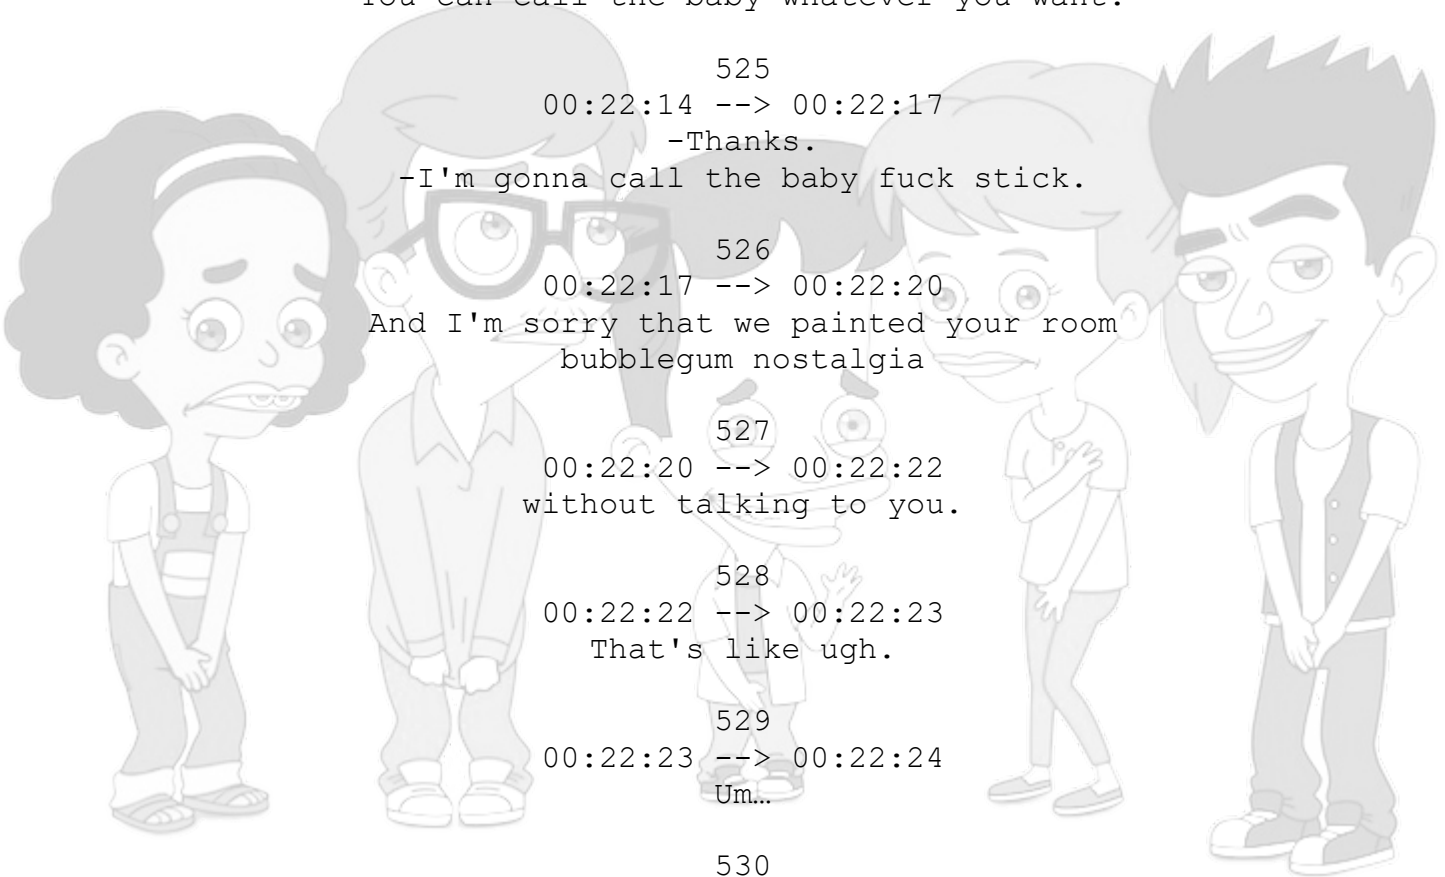 You can call the baby whatever you want.
525
00:22:14 --> 00:22:17
-Thanks.
-I'm gonna call the baby fuck stick.
526
00:22:17 --> 00:22:20
And I'm sorry that we painted your room
bubblegum nostalgia
527
00:22:20 --> 00:22:22
without talking to you.
528
00:22:22 --> 00:22:23
That's like ugh.
529
00:22:23 --> 00:22:24
Um…
530